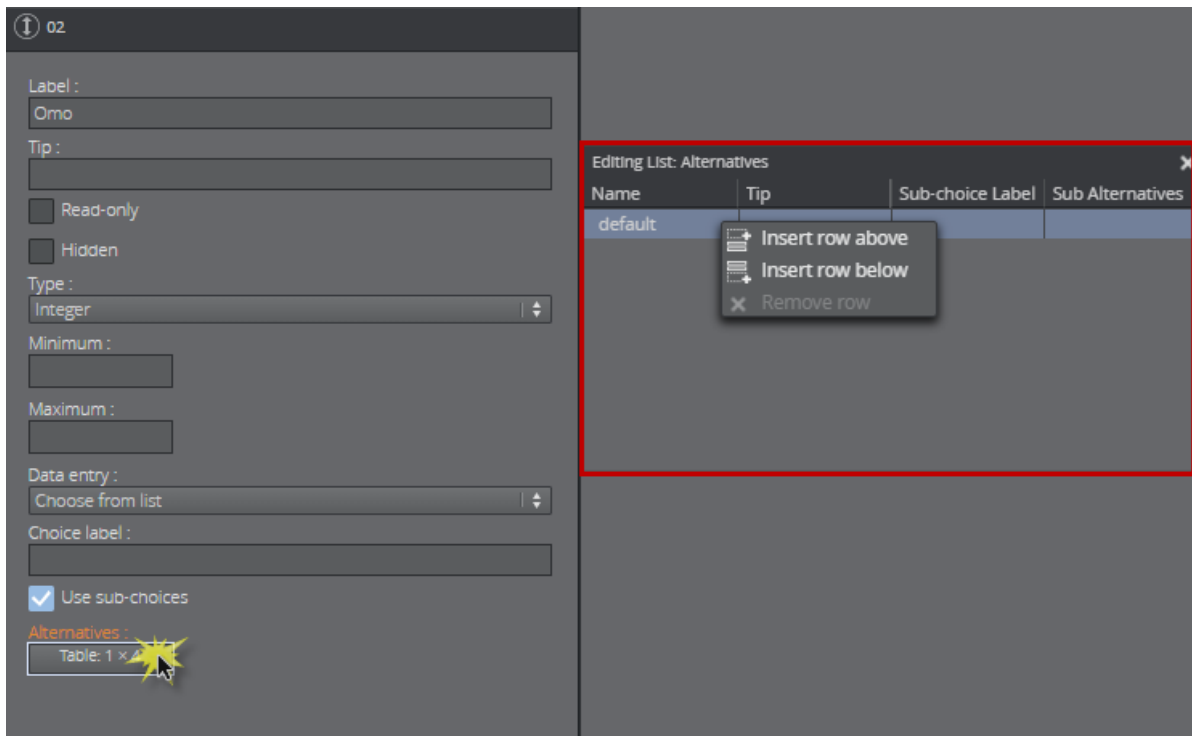 02
Label :
Omo
Tip :
Read-only
Hidden
Type :
Integer
Minimum :
Maximum :
Data entry :
Choose from list
Choice label :
Use sub-choices
Alternatives :
Table: 1 ×
Editing List: Alternatives
Name Tip Sub-choice Label Sub Alternatives
default
Insert row above
Insert row below
Remove row